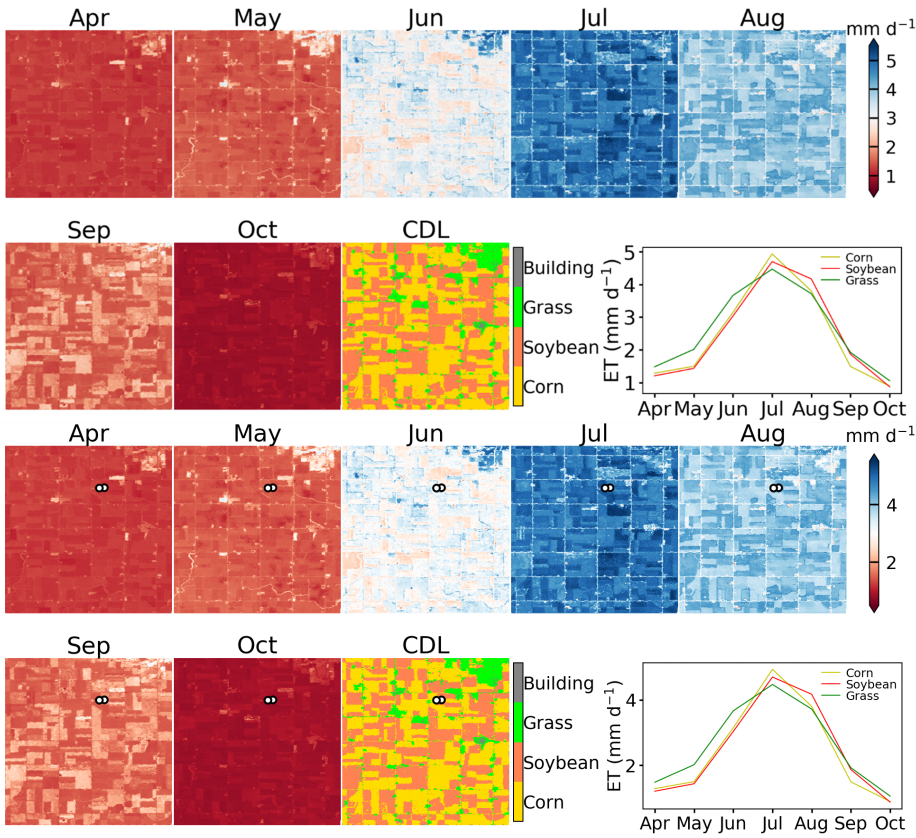 Apr May Jun Jul Aug
mm d⁻¹
5
4
3
2
1
Sep Oct CDL
Building
Grass
Soybean
Corn
ET (mm d⁻¹)
5
4
3
2
1
Corn
Soybean
Grass
Apr May Jun Jul Aug Sep Oct
Apr May Jun Jul Aug
mm d⁻¹
4
2
Sep Oct CDL
Building
Grass
Soybean
Corn
ET (mm d⁻¹)
4
2
Corn
Soybean
Grass
Apr May Jun Jul Aug Sep Oct